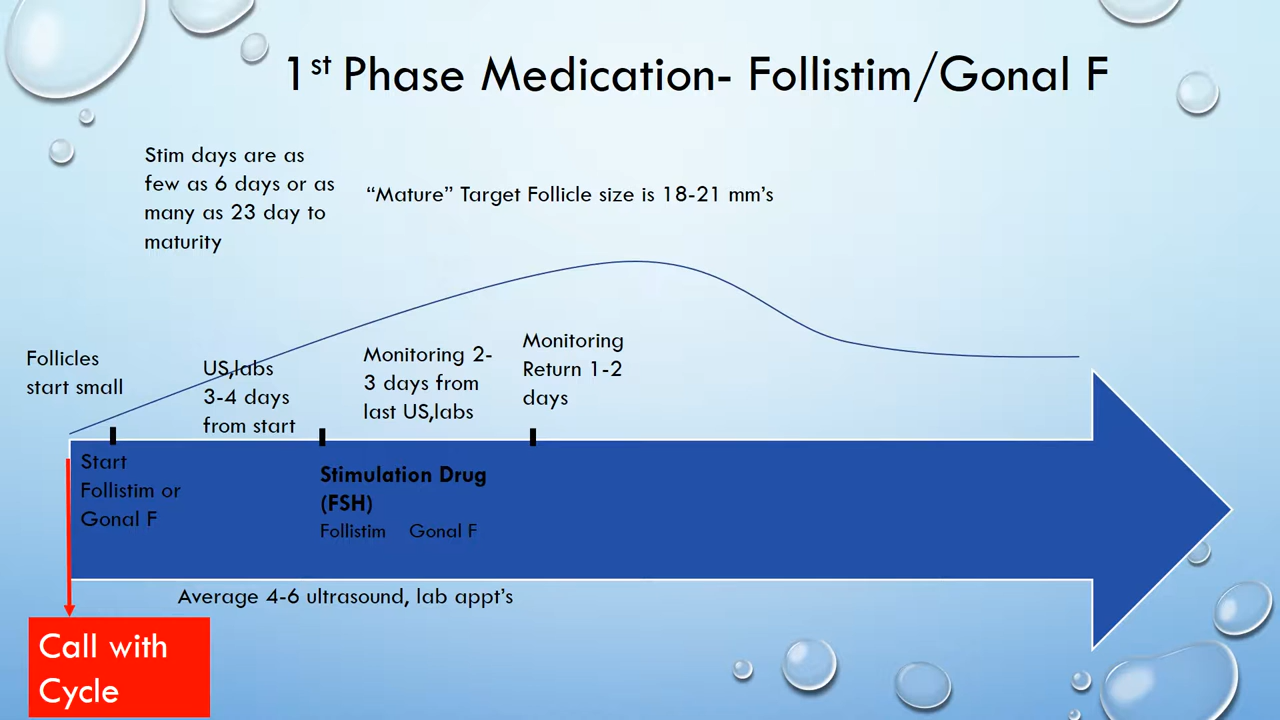 1st Phase Medication- Follistim/Gonal F
Stim days are as
few as 6 days or as
many as 23 day to
maturity
“Mature” Target Follicle size is 18-21 mm’s
Follicles
start small
US,labs
3-4 days
from start
Monitoring 2-
3 days from
last US,labs
Monitoring
Return 1-2
days
Start
Follistim or
Gonal F
Stimulation Drug
(FSH)
Follistim Gonal F
Average 4-6 ultrasound, lab appt’s
Call with
Cycle